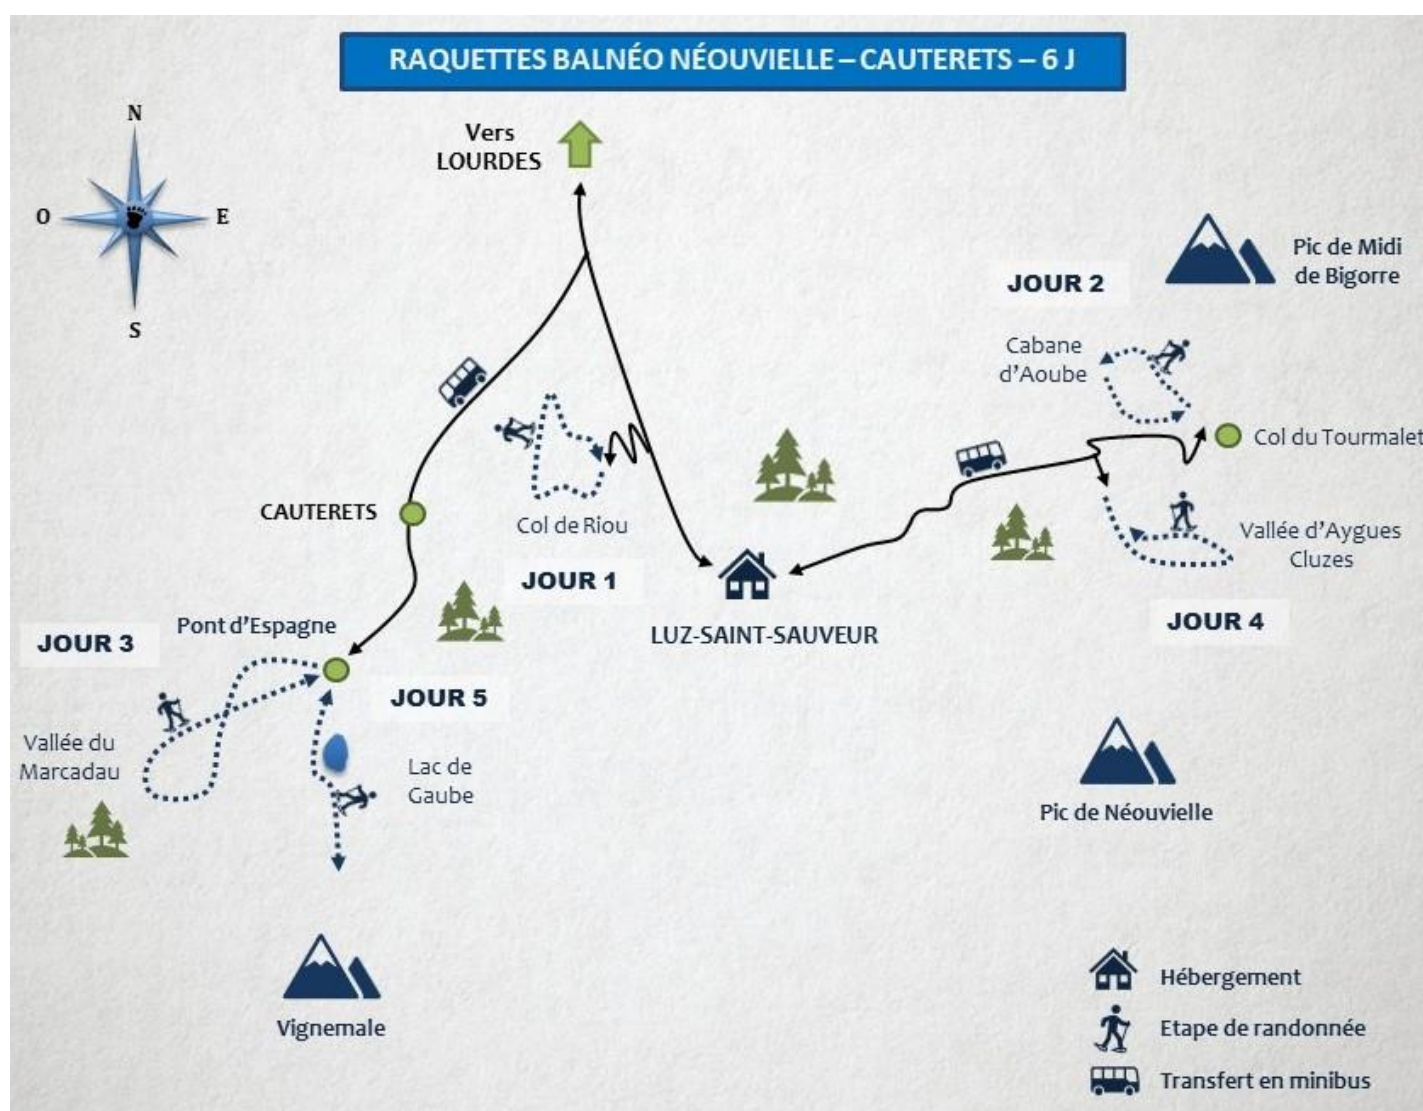 RAQUETTES BALNÉO NÉOUVIELLE – CAUTERETS – 6 J
N
O
E
S
Vers
LOURDES
Pic de Midi
de Bigorre
JOUR 2
Cabane
d'Aoube
Col du Tourmalet
CAUTERETS
Col de Riou
JOUR 1
Vallée d'Aygues
Cluzes
JOUR 4
LUZ-SAINT-SAUVEUR
JOUR 3
Pont d'Espagne
JOUR 5
Vallée du
Marcadau
Lac de
Gaube
Pic de Néouvielle
Vignemale
Hébergement
Etape de randonnée
Transfert en minibus